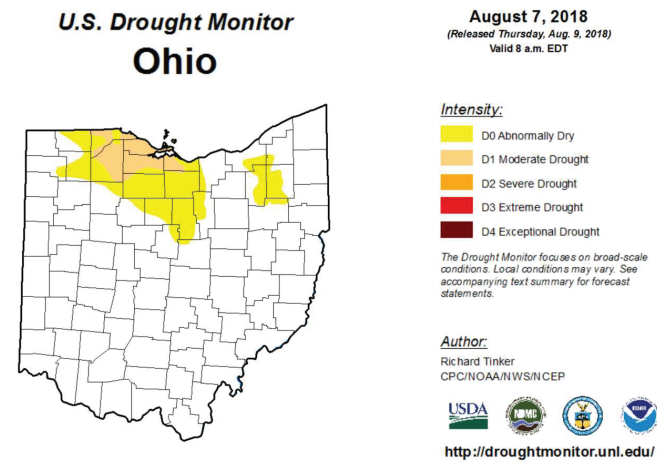 U.S. Drought Monitor
Ohio
August 7, 2018
(Released Thursday, Aug. 9, 2018)
Valid 8 a.m. EDT
Intensity:
D0 Abnormally Dry
D1 Moderate Drought
D2 Severe Drought
D3 Extreme Drought
D4 Exceptional Drought
The Drought Monitor focuses on broad-scale
conditions. Local conditions may vary. See
accompanying text summary for forecast
statements.
Author:
Richard Tinker
CPC/NOAA/NWS/NCEP
USDA
NDMC
NOAA
http://droughtmonitor.unl.edu/